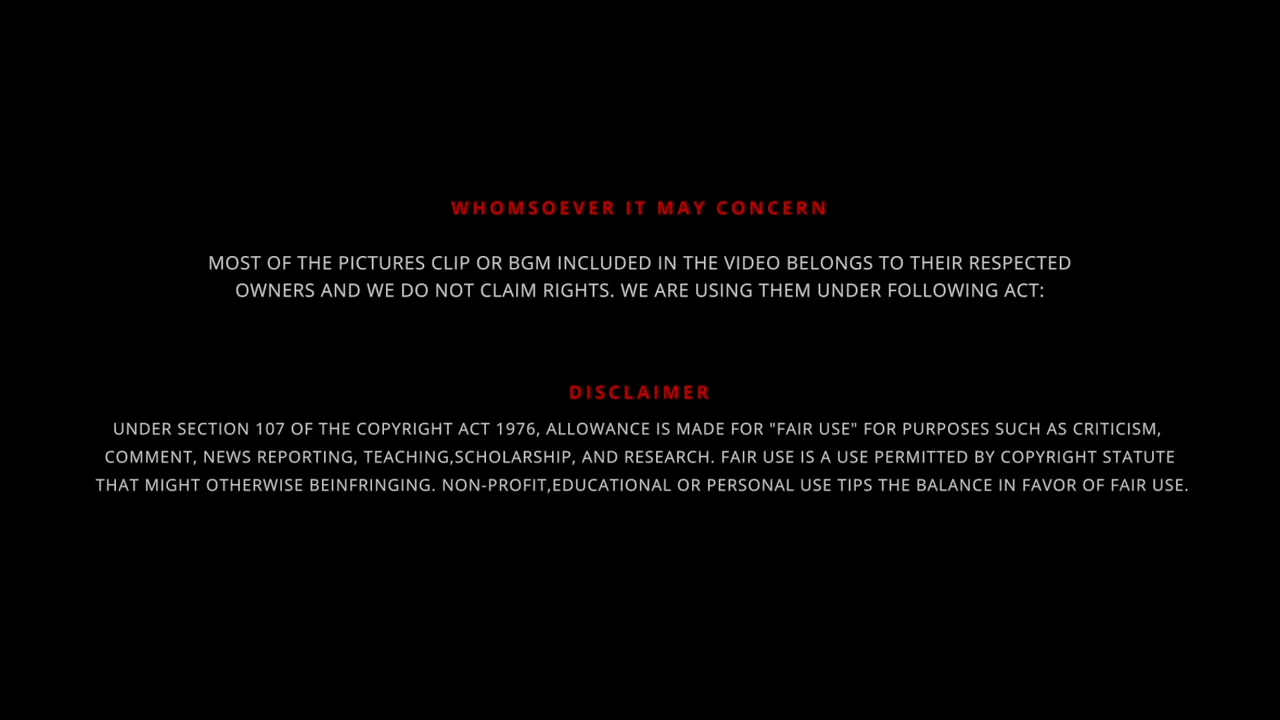 WHOMSOEVER IT MAY CONCERN
MOST OF THE PICTURES CLIP OR BGM INCLUDED IN THE VIDEO BELONGS TO THEIR RESPECTED
OWNERS AND WE DO NOT CLAIM RIGHTS. WE ARE USING THEM UNDER FOLLOWING ACT:
DISCLAIMER
UNDER SECTION 107 OF THE COPYRIGHT ACT 1976, ALLOWANCE IS MADE FOR "FAIR USE" FOR PURPOSES SUCH AS CRITICISM,
COMMENT, NEWS REPORTING, TEACHING,SCHOLARSHIP, AND RESEARCH. FAIR USE IS A USE PERMITTED BY COPYRIGHT STATUTE
THAT MIGHT OTHERWISE BEINFRINGING. NON-PROFIT,EDUCATIONAL OR PERSONAL USE TIPS THE BALANCE IN FAVOR OF FAIR USE.